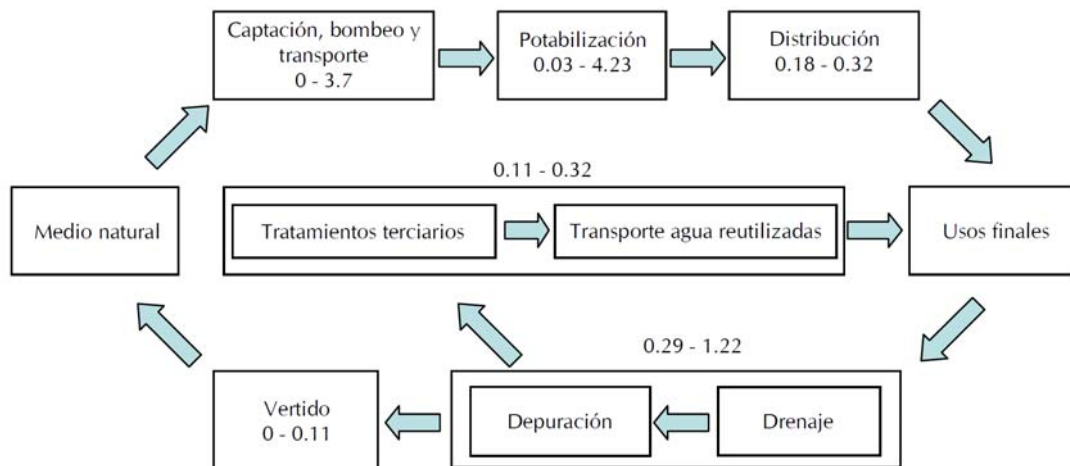 Captación, bombeo y
transporte
0 - 3.7
Potabilización
0.03 - 4.23
Distribución
0.18 - 0.32
0.11 - 0.32
Medio natural
Tratamientos terciarios
Transporte agua reutilizadas
Usos finales
0.29 - 1.22
Vertido
0 - 0.11
Depuración
Drenaje